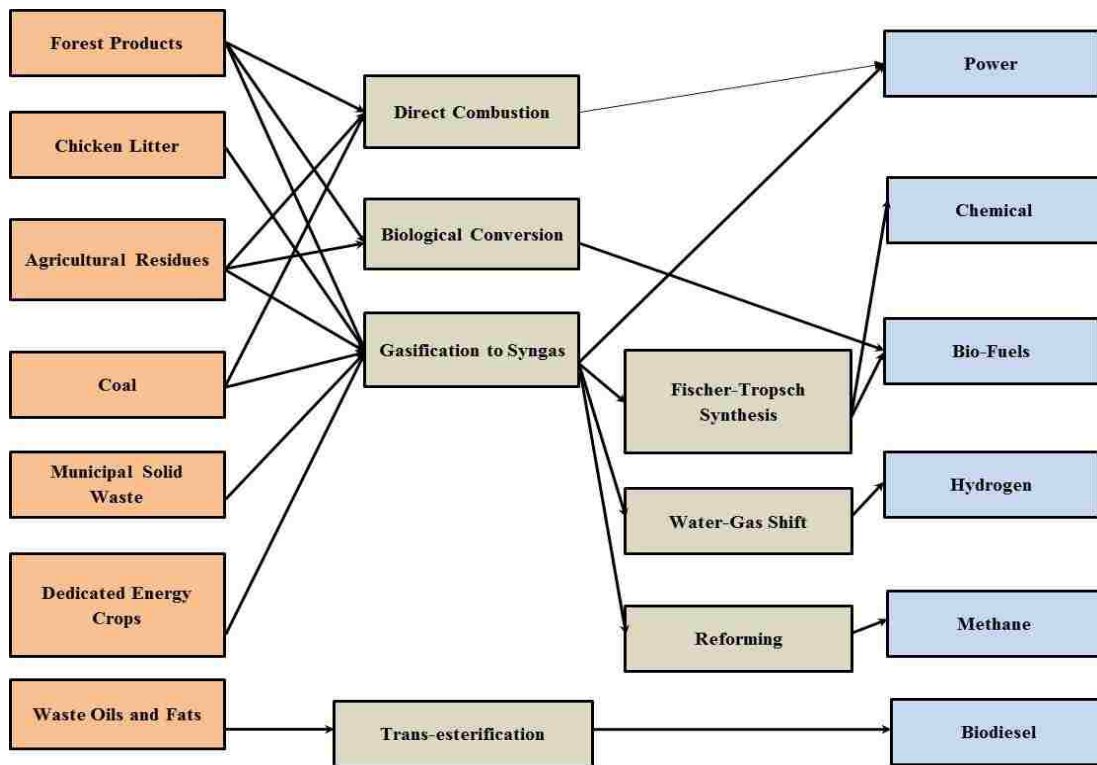 Forest Products
Chicken Litter
Agricultural Residues
Coal
Municipal Solid
Waste
Dedicated Energy
Crops
Waste Oils and Fats
Direct Combustion
Biological Conversion
Gasification to Syngas
Fischer-Tropsch
Synthesis
Water-Gas Shift
Reforming
Trans-esterification
Power
Chemical
Bio-Fuels
Hydrogen
Methane
Biodiesel